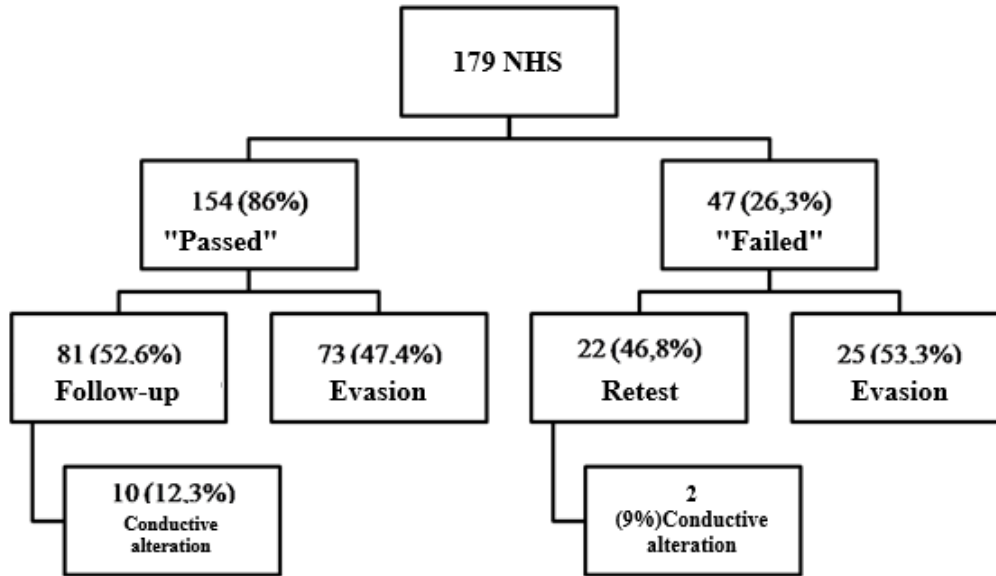 179 NHS
154 (86%)
"Passed"
47 (26,3%)
"Failed"
81 (52,6%)
Follow-up
73 (47,4%)
Evasion
22 (46,8%)
Retest
25 (53,3%)
Evasion
10 (12,3%)
Conductive
alteration
2
(9%)Conductive
alteration